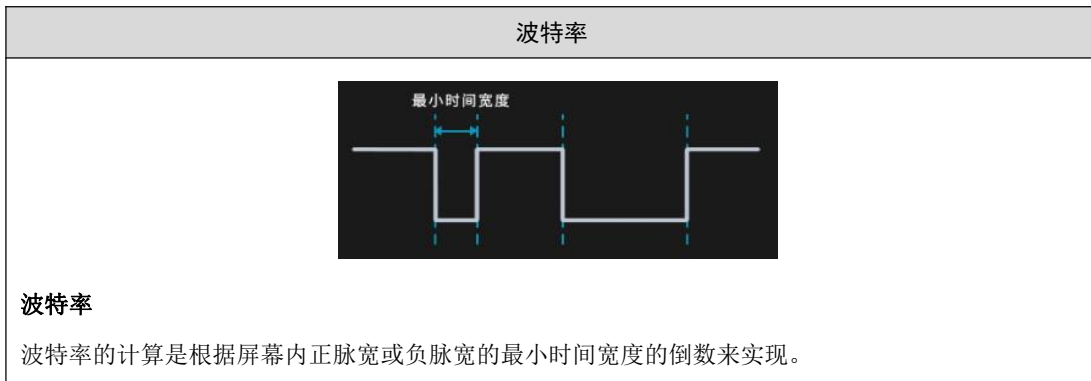 波特率
最小时间宽度
波特率
波特率的计算是根据屏幕内正脉宽或负脉宽的最小时间宽度的倒数来实现。